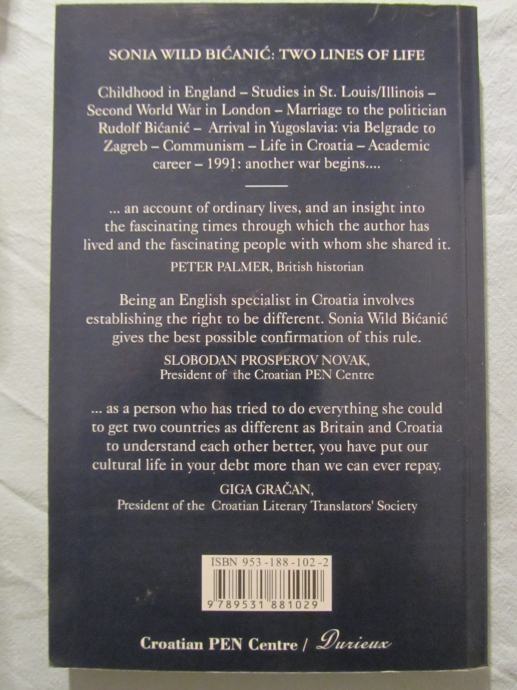 SONIA WILD BIĆANIĆ: TWO LINES OF LIFE
Childhood in England – Studies in St. Louis/Illinois –
Second World War in London – Marriage to the politician
Rudolf Bićanić – Arrival in Yugoslavia: via Belgrade to
Zagreb – Communism – Life in Croatia – Academic
career – 1991: another war begins....
... an account of ordinary lives, and an insight into
the fascinating times through which the author has
lived and the fascinating people with whom she shared it.
PETER PALMER, British historian
Being an English specialist in Croatia involves
establishing the right to be different. Sonia Wild Bićanić
gives the best possible confirmation of this rule.
SLOBODAN PROSPEROV NOVAK,
President of the Croatian PEN Centre
... as a person who has tried to do everything she could
to get two countries as different as Britain and Croatia
to understand each other better, you have put our
cultural life in your debt more than we can ever repay.
GIGA GRAČAN,
President of the Croatian Literary Translators' Society
ISBN 953-188-102-2
9789531881029
Croatian PEN Centre / Durieux